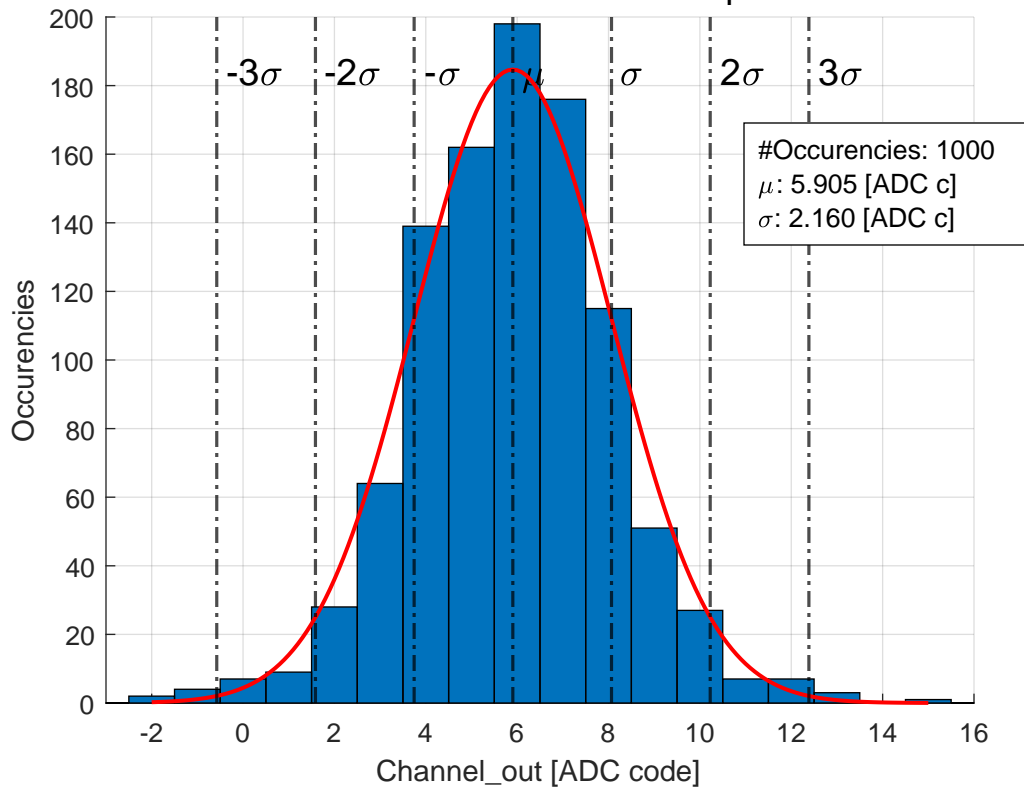 200
180
160
140
120
100
80
60
40
20
0
Occurencies
-3σ -2σ -σ μ σ 2σ 3σ
#Occurencies: 1000
μ: 5.905 [ADC c]
σ: 2.160 [ADC c]
-2 0 2 4 6 8 10 12 14 16
Channel_out [ADC code]